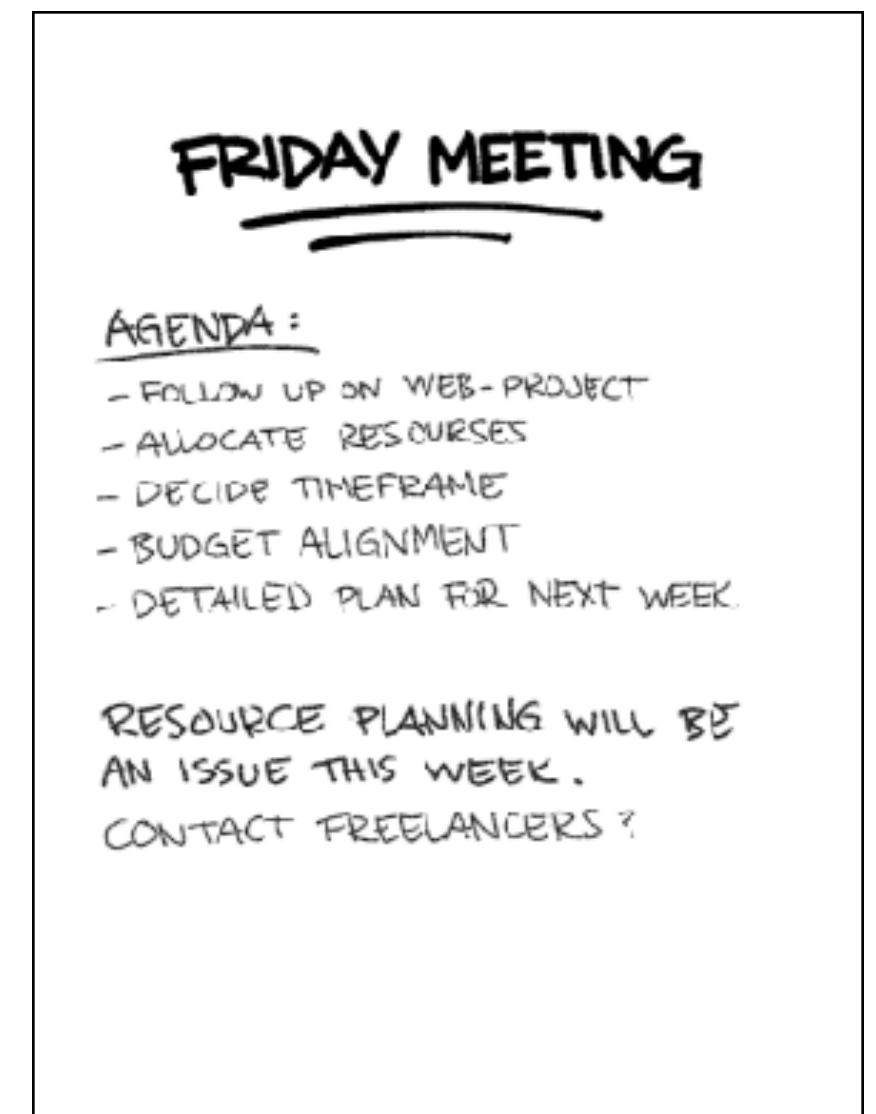 FRIDAY MEETING
AGENDA:
- FOLLOW UP ON WEB-PROJECT
- ALLOCATE RESOURSES
- DECIDE TIMEFRAME
- BUDGET ALIGNMENT
- DETAILED PLAN FOR NEXT WEEK.
RESOURCE PLANNING WILL BE
AN ISSUE THIS WEEK.
CONTACT FREELANCERS?